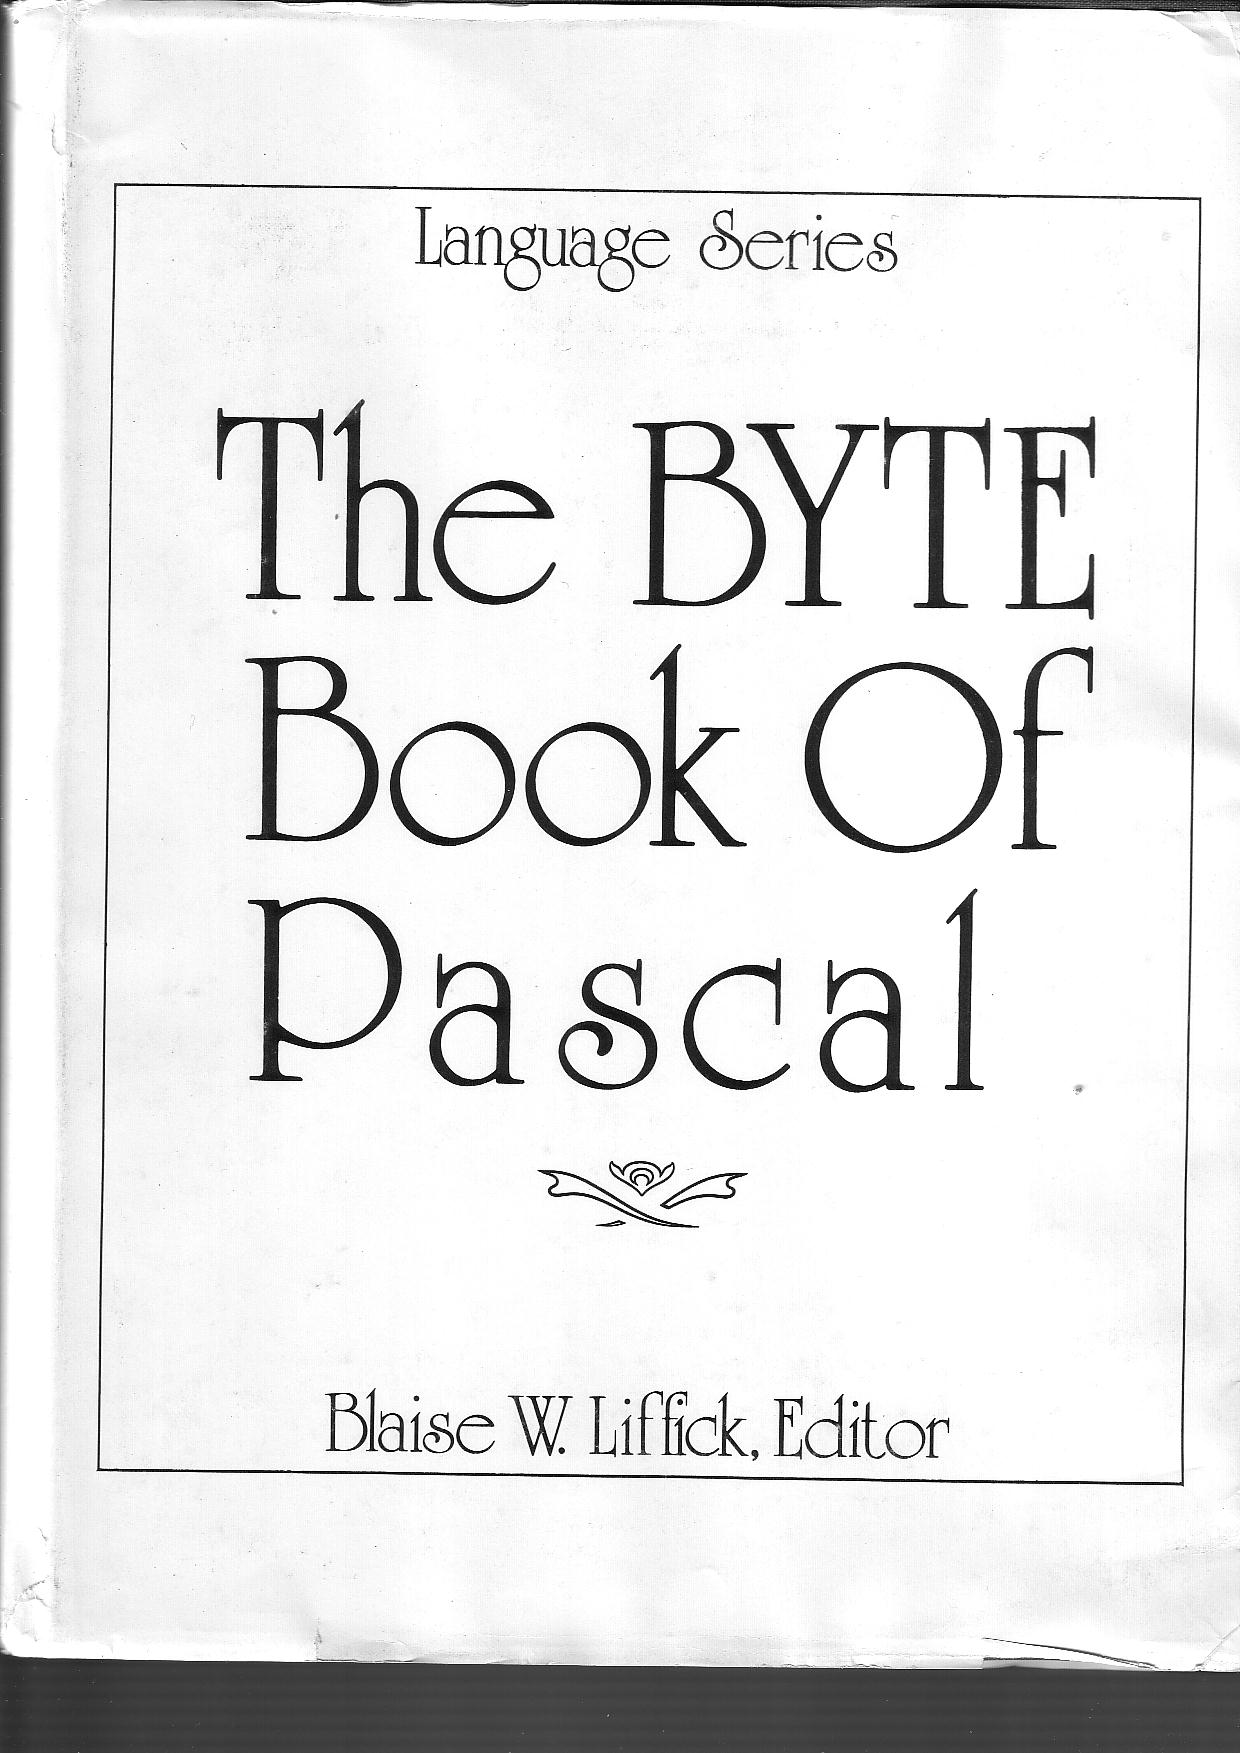 Language Series
The BYTE
Book Of
Pascal
Blaise W. Liffick, Editor